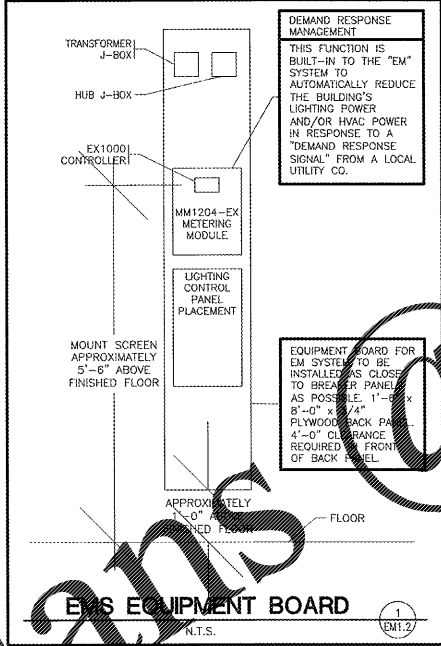 DEMAND RESPONSE
MANAGEMENT
THIS FUNCTION IS
BUILT-IN TO THE "EM"
SYSTEM TO
AUTOMATICALLY REDUCE
THE BUILDING'S
LIGHTING POWER
AND/OR HVAC POWER
IN RESPONSE TO A
"DEMAND RESPONSE
SIGNAL" FROM A LOCAL
UTILITY CO.
TRANSFORMER
J-BOX
HUB J-BOX
EX1000
CONTROLLER
MM1204-EX
METERING
MODULE
LIGHTING
CONTROL
PANEL
PLACEMENT
MOUNT SCREEN
APPROXIMATELY
5'-6" ABOVE
FINISHED FLOOR
EQUIPMENT BOARD FOR
EM SYSTEM TO BE
INSTALLED AS CLOSE
TO BREAKER PANELS
AS POSSIBLE. 1'-6" x
8'-0" x 3/4"
PLYWOOD BACK PANEL.
4'-0" CLEARANCE
REQUIRED IN FRONT
OF BACK PANEL.
APPROXIMATELY
1'-0" ABOVE
FINISHED FLOOR
FLOOR
EMS EQUIPMENT BOARD
N.T.S.
1
EM1.2
ans